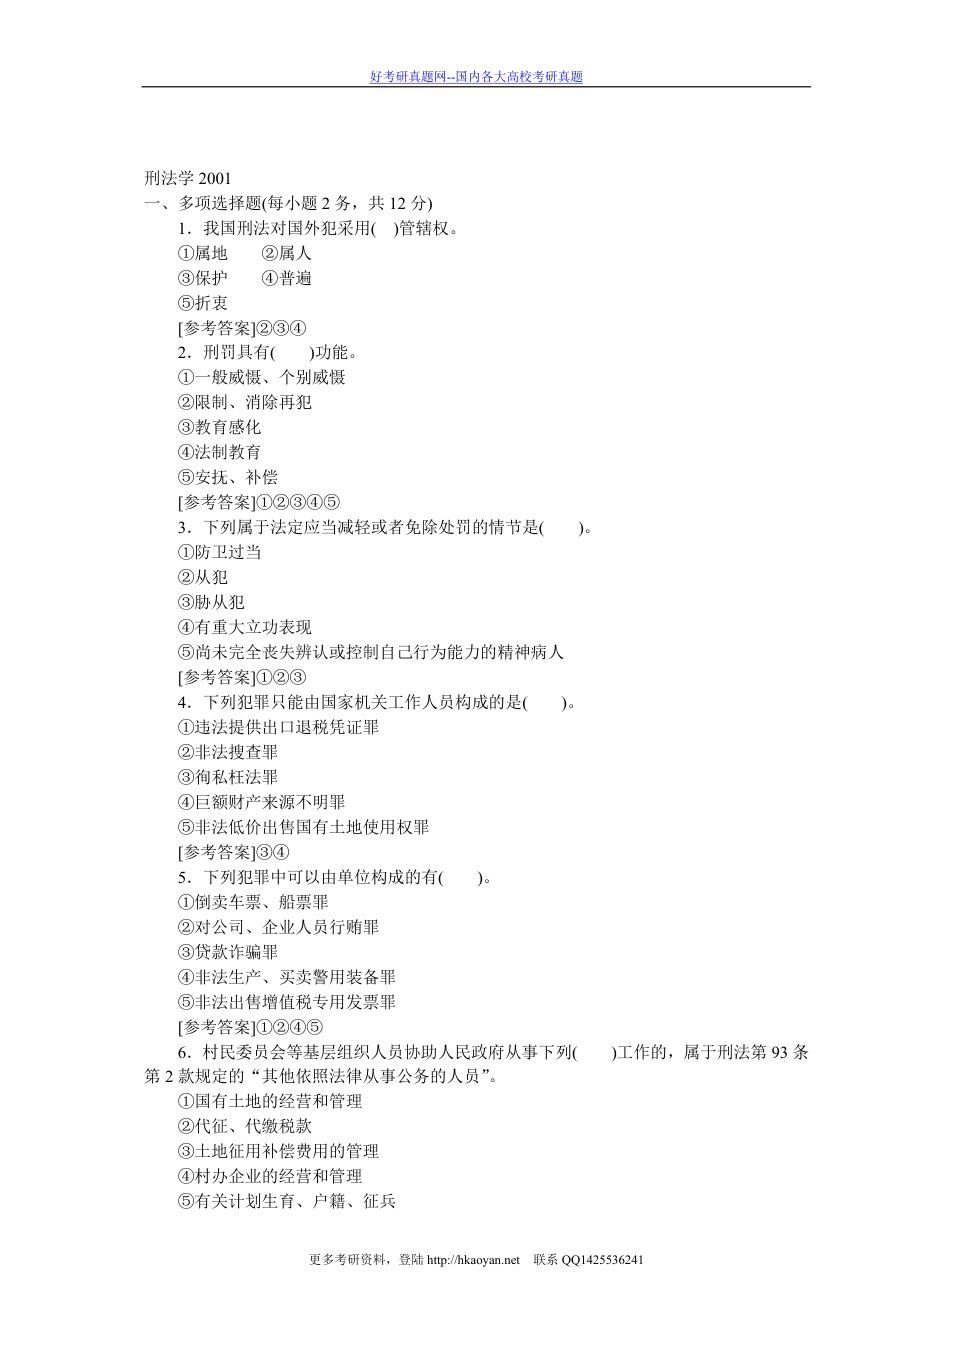 好考研真题网--国内各大高校考研真题
刑法学 2001
一、多项选择题(每小题 2 务，共 12 分)
1．我国刑法对国外犯采用(　)管辖权。
①属地　　②属人
③保护　　④普遍
⑤折衷
[参考答案]②③④
2．刑罚具有(　　)功能。
①一般威慑、个别威慑
②限制、消除再犯
③教育感化
④法制教育
⑤安抚、补偿
[参考答案]①②③④⑤
3．下列属于法定应当减轻或者免除处罚的情节是(　　)。
①防卫过当
②从犯
③胁从犯
④有重大立功表现
⑤尚未完全丧失辨认或控制自己行为能力的精神病人
[参考答案]①②③
4．下列犯罪只能由国家机关工作人员构成的是(　　)。
①违法提供出口退税凭证罪
②非法搜查罪
③徇私枉法罪
④巨额财产来源不明罪
⑤非法低价出售国有土地使用权罪
[参考答案]③④
5．下列犯罪中可以由单位构成的有(　　)。
①倒卖车票、船票罪
②对公司、企业人员行贿罪
③贷款诈骗罪
④非法生产、买卖警用装备罪
⑤非法出售增值税专用发票罪
[参考答案]①②④⑤
6．村民委员会等基层组织人员协助人民政府从事下列(　　)工作的，属于刑法第 93 条
第 2 款规定的“其他依照法律从事公务的人员”。
①国有土地的经营和管理
②代征、代缴税款
③土地征用补偿费用的管理
④村办企业的经营和管理
⑤有关计划生育、户籍、征兵
更多考研资料，登陆 http://hkaoyan.net　联系 QQ1425536241